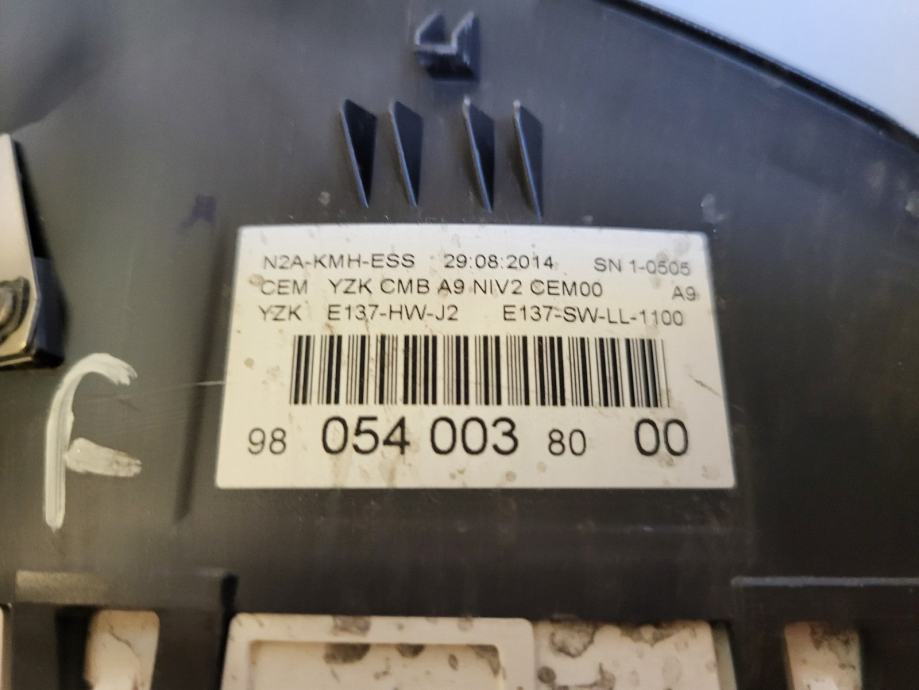 N2A-KMH-ESS 29:08:2014 SN 1-0505
CEM YZK CMB A9 NIV2 CEM00 A9
YZK E137-HW-J2 E137-SW-LL-1100
98 054 003 80 00
F